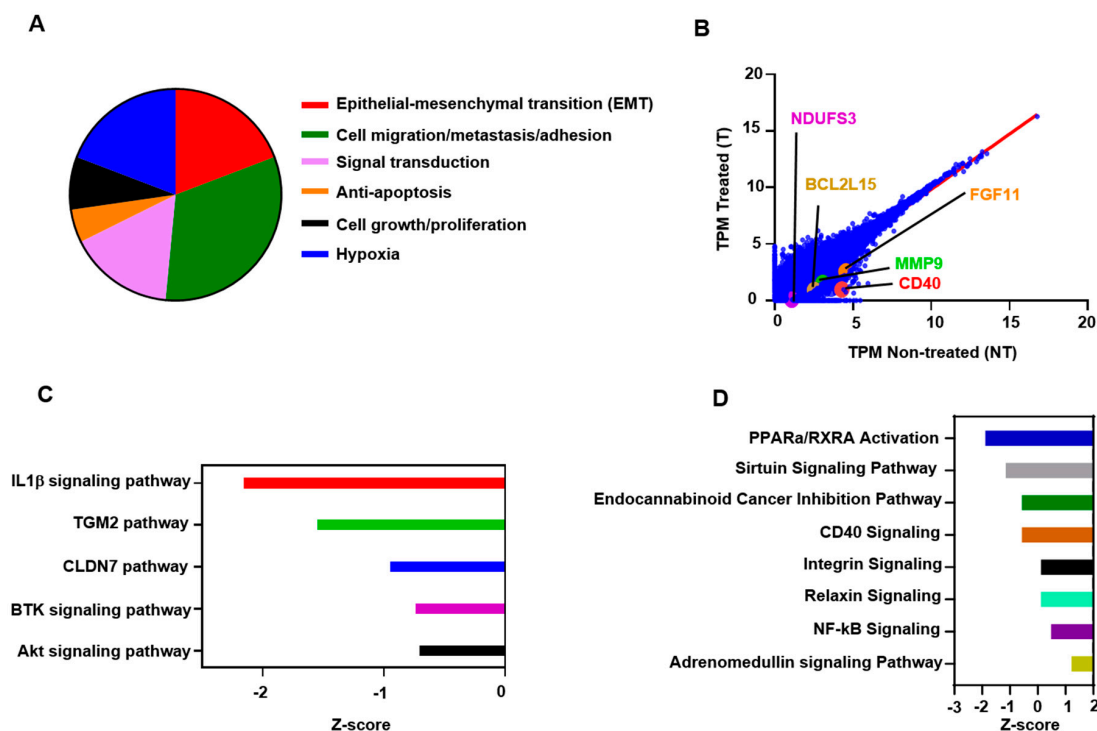 A
Epithelial-mesenchymal transition (EMT)
Cell migration/metastasis/adhesion
Signal transduction
Anti-apoptosis
Cell growth/proliferation
Hypoxia
B
TPM Treated (T)
20
15
10
5
0
NDUFS3
BCL2L15
FGF11
MMP9
CD40
0 5 10 15 20
TPM Non-treated (NT)
C
IL1β signaling pathway
TGM2 pathway
CLDN7 pathway
BTK signaling pathway
Akt signaling pathway
-2 -1 0
Z-score
D
PPARa/RXRA Activation
Sirtuin Signaling Pathway
Endocannabinoid Cancer Inhibition Pathway
CD40 Signaling
Integrin Signaling
Relaxin Signaling
NF-kB Signaling
Adrenomedullin signaling Pathway
-3 -2 -1 0 1 2
Z-score